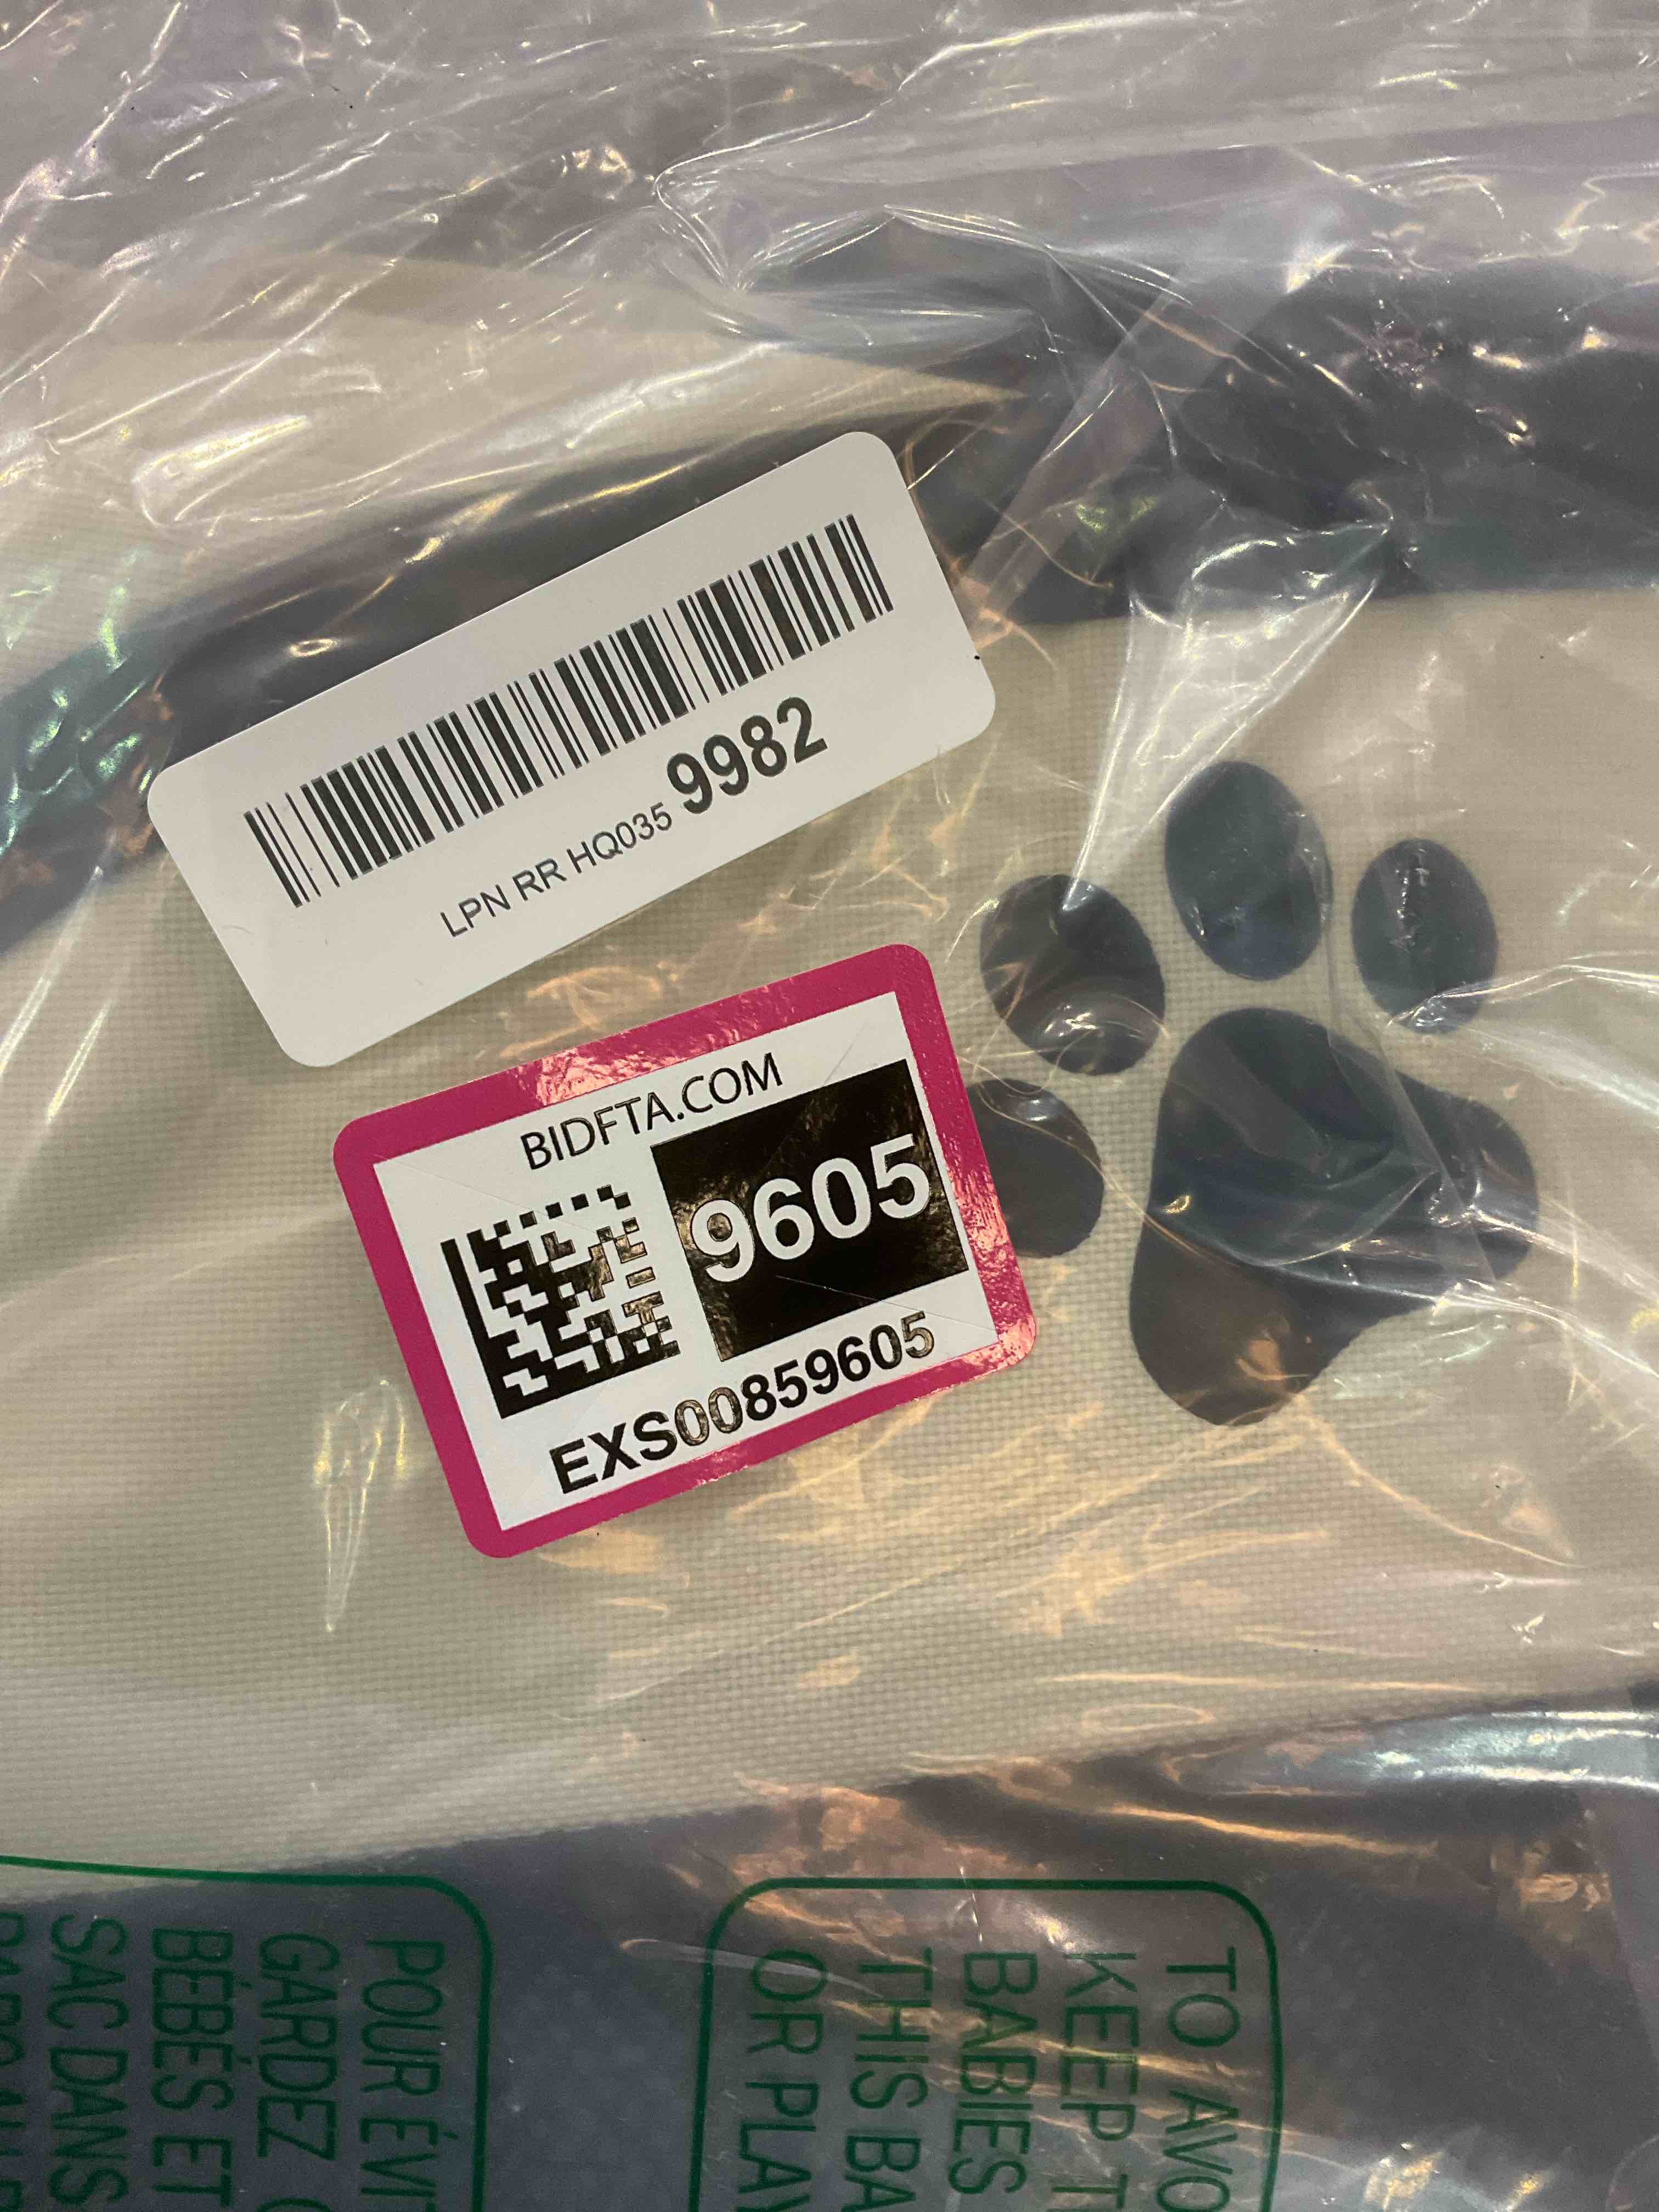 LPN RR HQ035 9982
BIDFTA.COM
9605
EXS00859605
TO AVO
KEEP T
BABIES
THIS BA
OR PLAY
POUR ÉVI
GARDEZ
BÉBÉS ET
SAC DANS